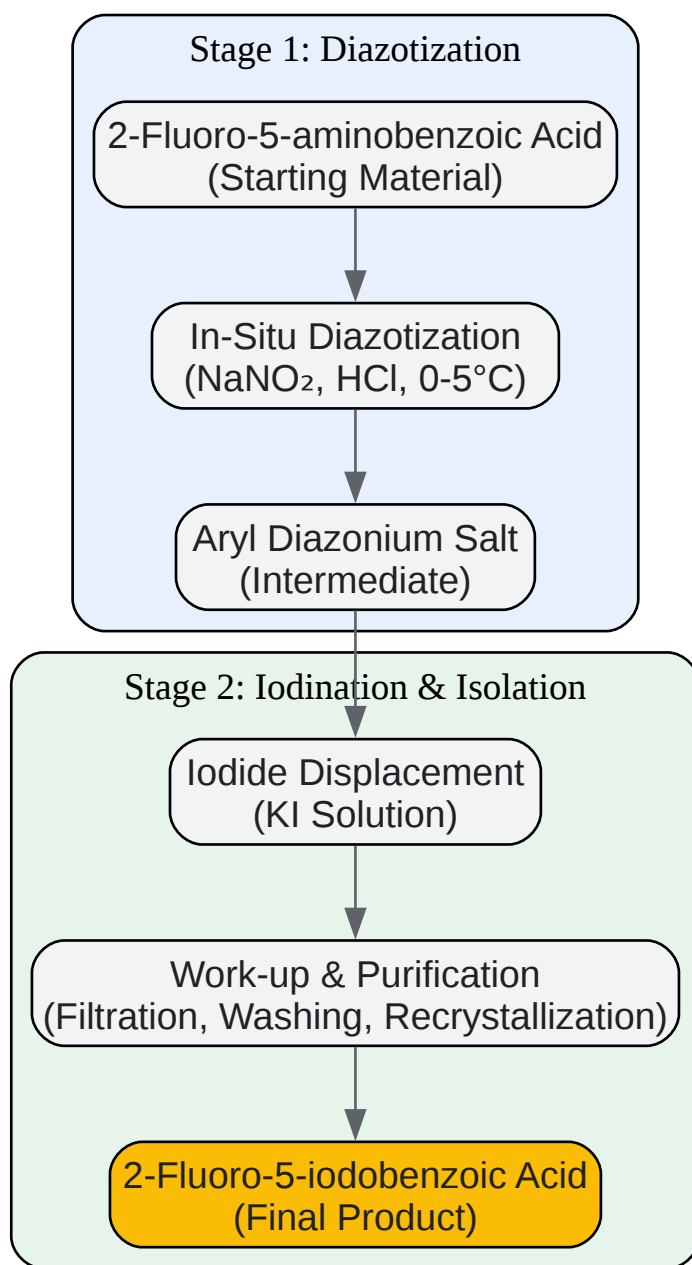 Stage 1: Diazotization
2-Fluoro-5-aminobenzoic Acid
(Starting Material)
In-Situ Diazotization
(NaNO₂, HCl, 0-5°C)
Aryl Diazonium Salt
(Intermediate)
Stage 2: Iodination & Isolation
Iodide Displacement
(KI Solution)
Work-up & Purification
(Filtration, Washing, Recrystallization)
2-Fluoro-5-iodobenzoic Acid
(Final Product)